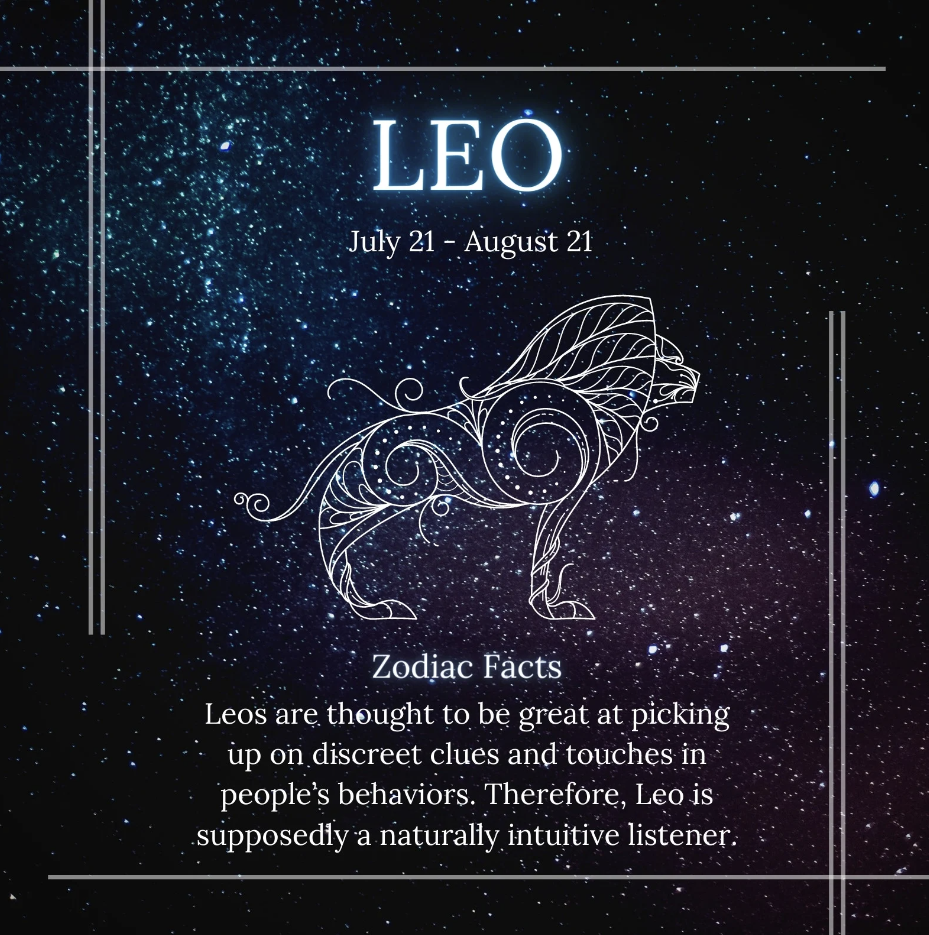 LEO
July 21 - August 21
Zodiac Facts
Leos are thought to be great at picking
up on discreet clues and touches in
people’s behaviors. Therefore, Leo is
supposedly a naturally intuitive listener.